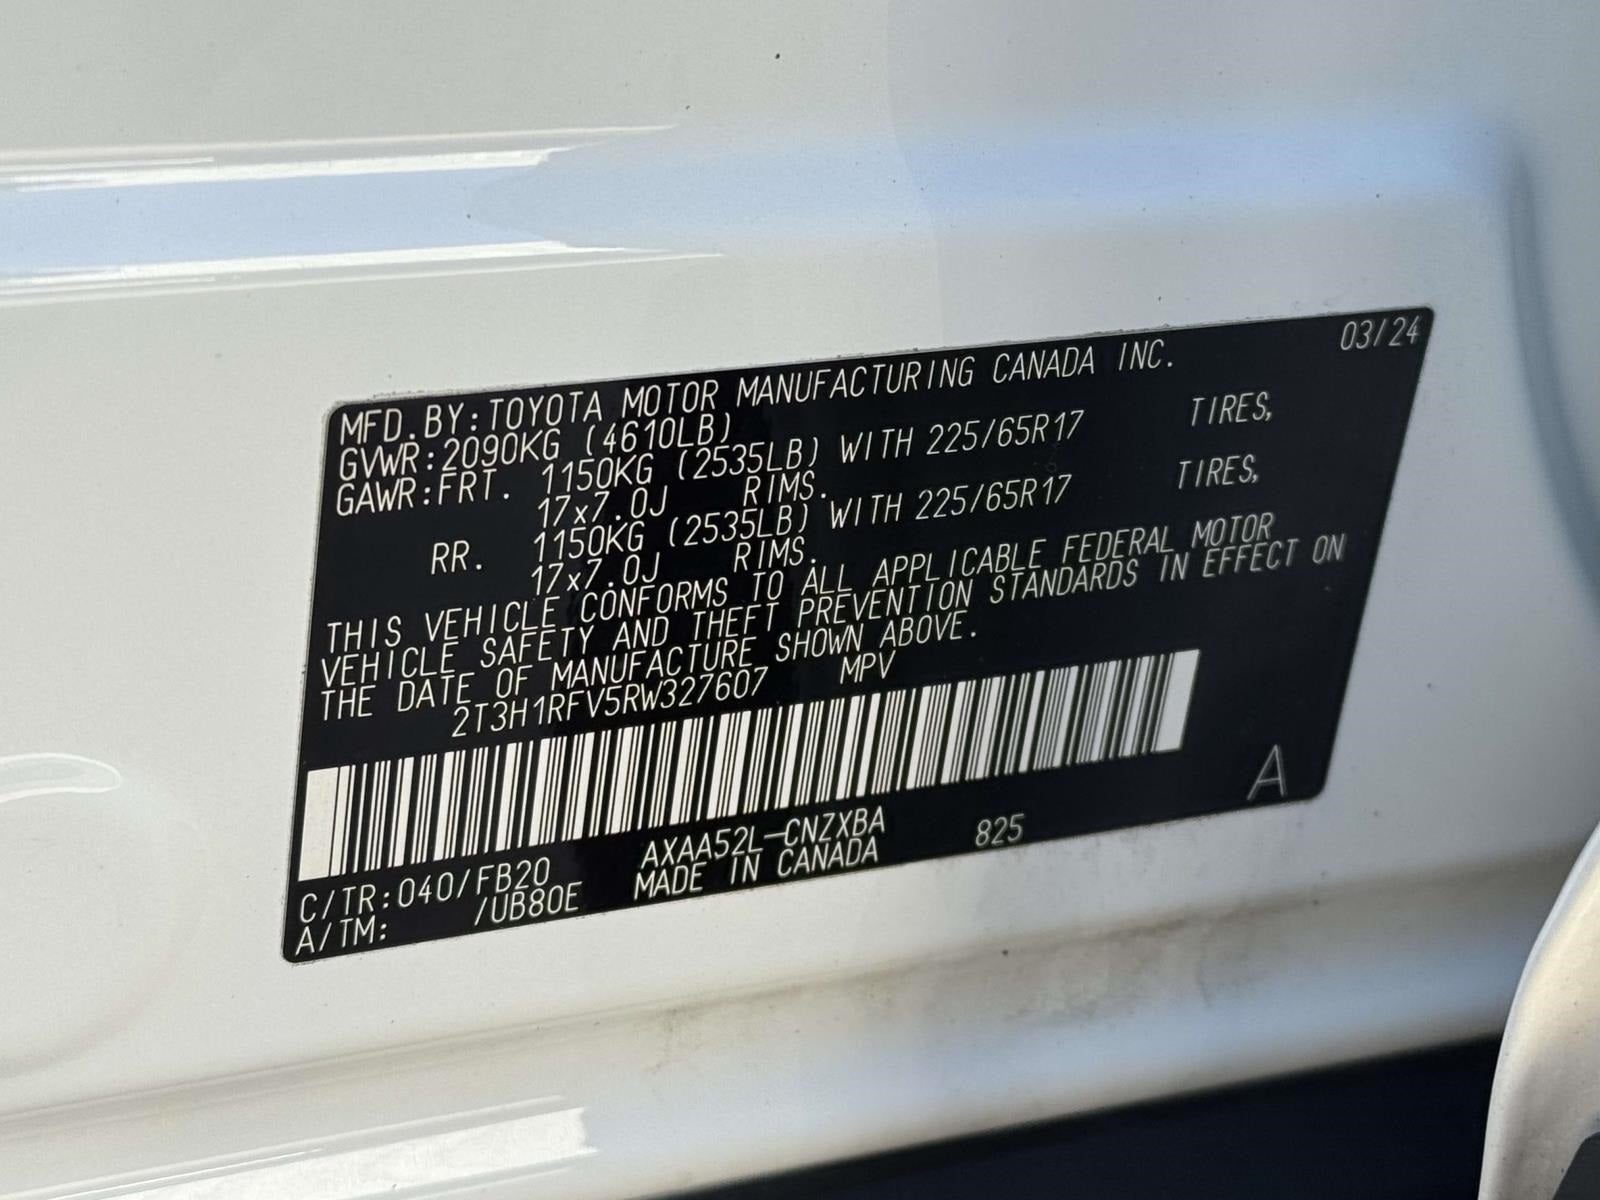 03/24
MFD.BY:TOYOTA MOTOR MANUFACTURING CANADA INC.
GVWR:2090KG (4610LB)
GAWR:FRT. 1150KG (2535LB) WITH 225/65R17 TIRES,
17x7.0J RIMS.
RR. 1150KG (2535LB) WITH 225/65R17 TIRES,
17x7.0J RIMS.
THIS VEHICLE CONFORMS TO ALL APPLICABLE FEDERAL MOTOR
VEHICLE SAFETY AND THEFT PREVENTION STANDARDS IN EFFECT ON
THE DATE OF MANUFACTURE SHOWN ABOVE.
2T3H1RFV5RW327607 MPV
A
C/TR:040/FB20 AXAA52L-CNZXBA 825
A/TM: /UB80E MADE IN CANADA